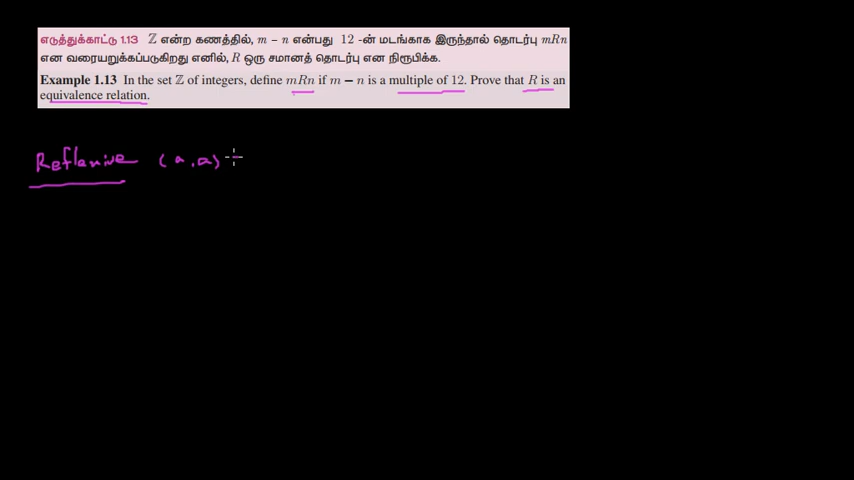 எடுத்துக்காட்டு 1.13 ℤ என்ற கணத்தில், m – n என்பது 12 -ன் மடங்காக இருந்தால் தொடர்பு mRn
என வரையறுக்கப்படுகிறது எனில், R ஒரு சமானத் தொடர்பு என நிரூபிக்க.
Example 1.13 In the set ℤ of integers, define mRn if m − n is a multiple of 12. Prove that R is an
equivalence relation.
Reflexive (a,a)